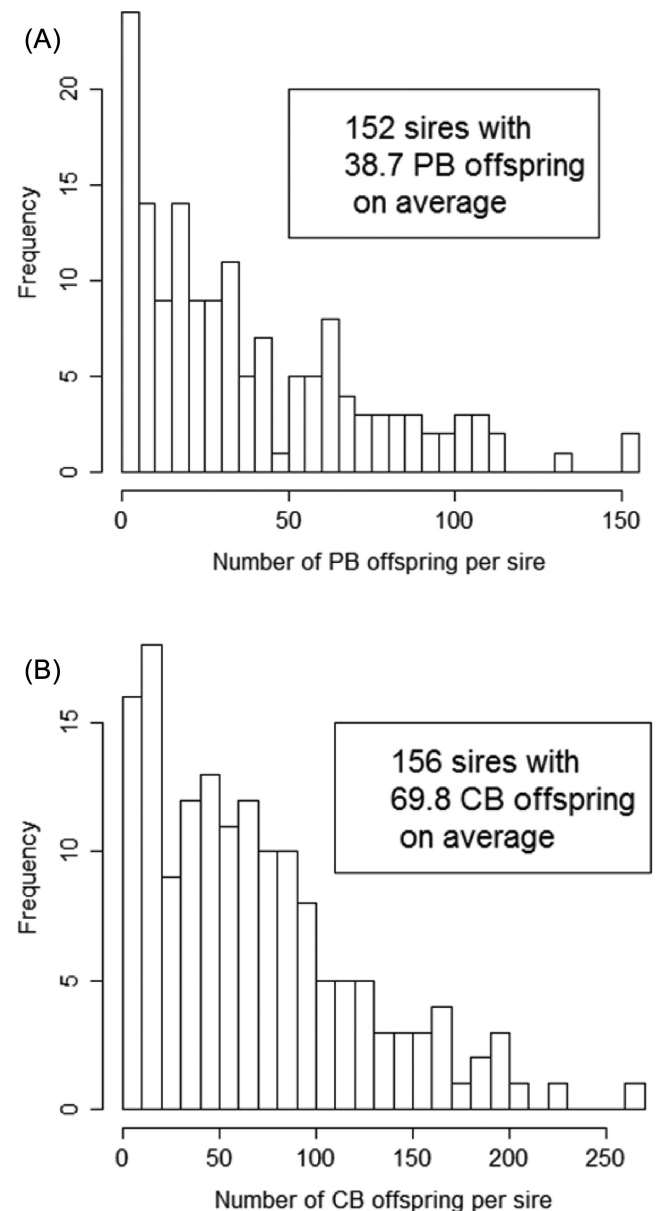 (A)
20
15
10
5
0
Frequency
152 sires with
38.7 PB offspring
on average
0 50 100 150
Number of PB offspring per sire
(B)
15
10
5
0
Frequency
156 sires with
69.8 CB offspring
on average
0 50 100 150 200 250
Number of CB offspring per sire